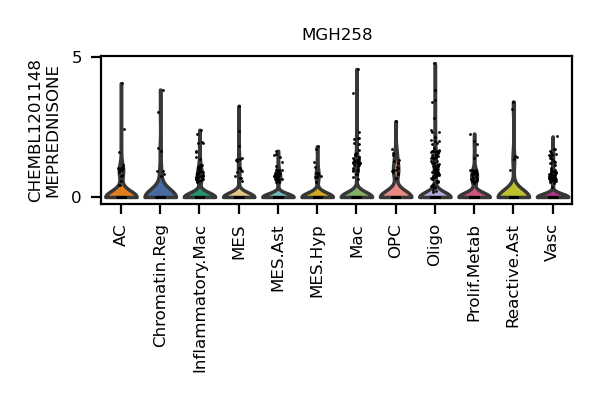 MGH258
CHEMBL1201148
MEPREDNISONE
5
0
AC
Chromatin.Reg
Inflammatory.Mac
MES
MES.Ast
MES.Hyp
Mac
OPC
Oligo
Prolif.Metab
Reactive.Ast
Vasc